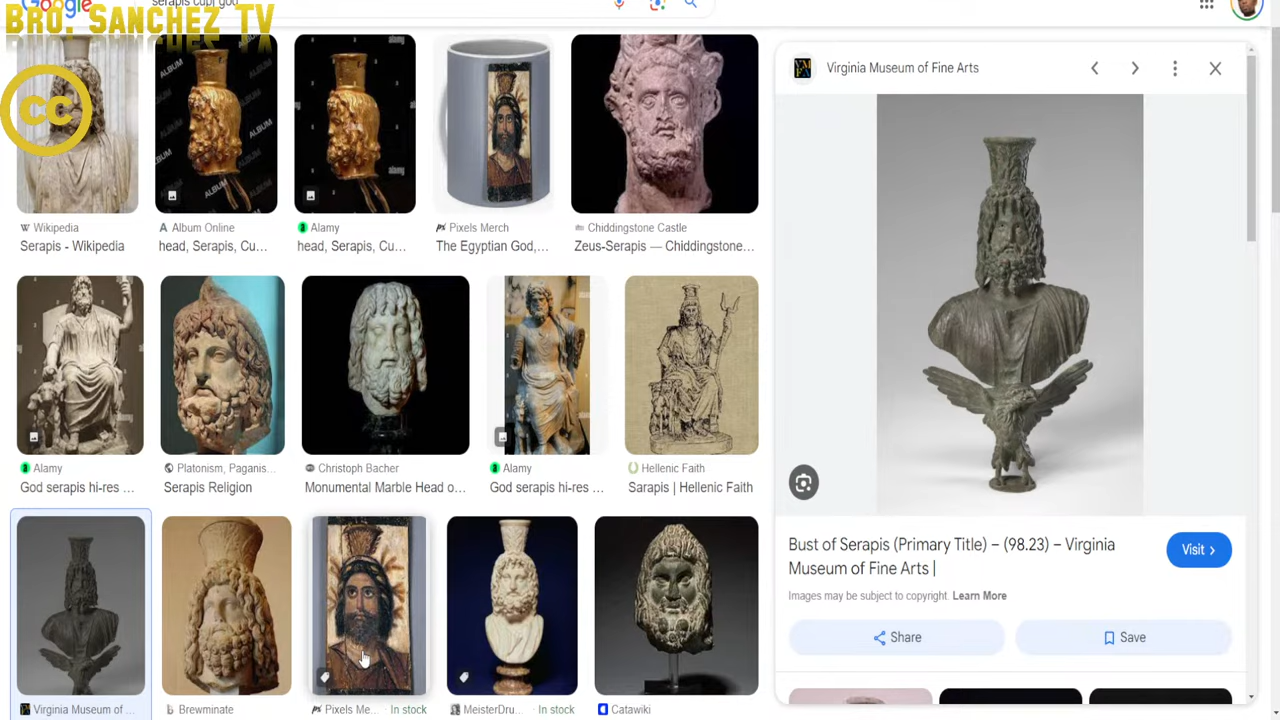 Google
serapis cup| god
BRO. SANCHEZ TV
CC
ALBUM
alamy
Wikipedia
Serapis - Wikipedia
Album Online
head, Serapis, Cu...
Alamy
head, Serapis, Cu...
Pixels Merch
The Egyptian God,...
Chiddingstone Castle
Zeus-Serapis — Chiddingstone...
Alamy
God serapis hi-res ...
Platonism, Paganis...
Serapis Religion
Christoph Bacher
Monumental Marble Head o...
Alamy
God serapis hi-res ...
Hellenic Faith
Sarapis | Hellenic Faith
Virginia Museum of ...
Brewminate
Pixels Me... · In stock
MeisterDru... · In stock
Catawiki
Virginia Museum of Fine Arts
Bust of Serapis (Primary Title) – (98.23) – Virginia
Museum of Fine Arts |
Visit
Images may be subject to copyright. Learn More
Share
Save